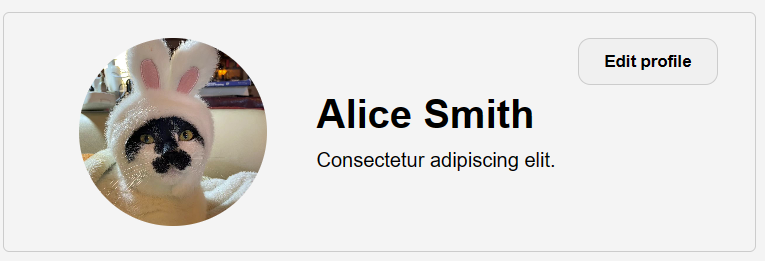 Edit profile
Alice Smith
Consectetur adipiscing elit.